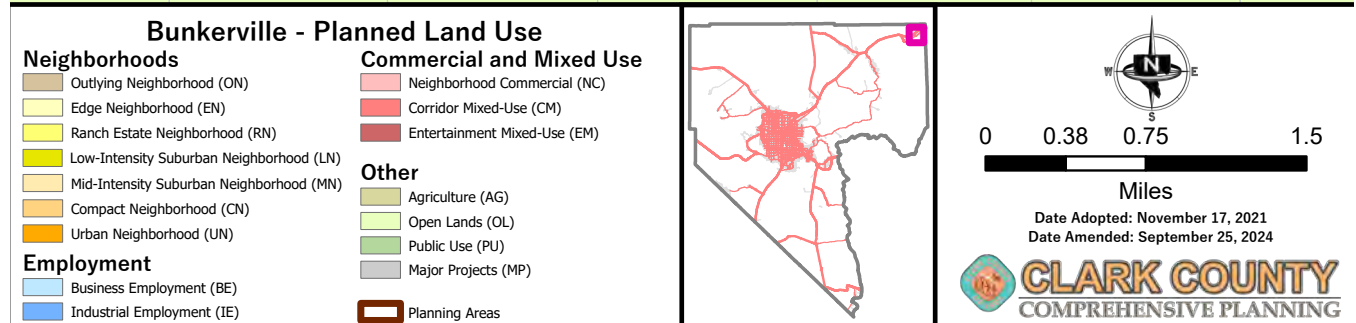 Bunkerville - Planned Land Use
Neighborhoods
Outlying Neighborhood (ON)
Edge Neighborhood (EN)
Ranch Estate Neighborhood (RN)
Low-Intensity Suburban Neighborhood (LN)
Mid-Intensity Suburban Neighborhood (MN)
Compact Neighborhood (CN)
Urban Neighborhood (UN)
Employment
Business Employment (BE)
Industrial Employment (IE)
Commercial and Mixed Use
Neighborhood Commercial (NC)
Corridor Mixed-Use (CM)
Entertainment Mixed-Use (EM)
Other
Agriculture (AG)
Open Lands (OL)
Public Use (PU)
Major Projects (MP)
Planning Areas
W N E
S
0 0.38 0.75 1.5
Miles
Date Adopted: November 17, 2021
Date Amended: September 25, 2024
CLARK COUNTY
COMPREHENSIVE PLANNING